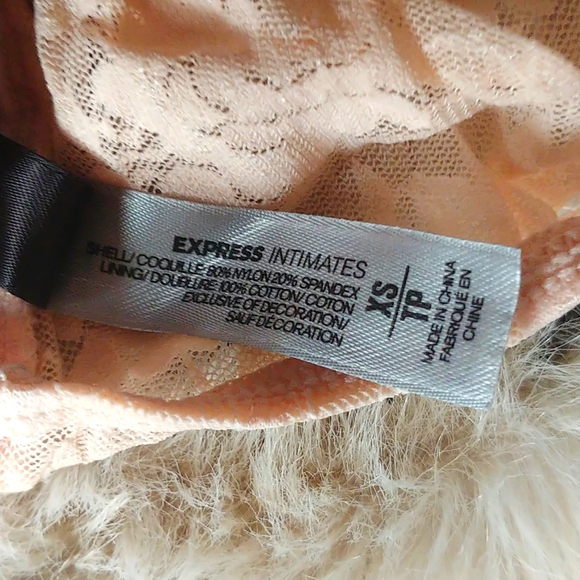 EXPRESS INTIMATES
SHELL/ COQUILLE: 80% NYLON 20% SPANDEX
LINING/ DOUBLURE: 100% COTTON/ COTON
EXCLUSIVE OF DECORATION/
SAUF DECORATION
XS
TP
MADE IN CHINA
FABRIQUE EN
CHINE